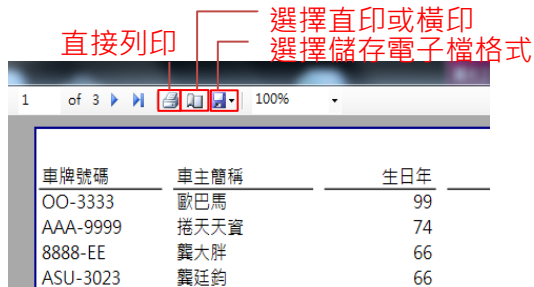 選擇直印或橫印
直接列印
選擇儲存電子檔格式
1 of 3 100%
車牌號碼 車主簡稱 生日年
OO-3333 歐巴馬 99
AAA-9999 捲天天資 74
8888-EE 龔大胖 66
ASU-3023 龔廷鈞 66